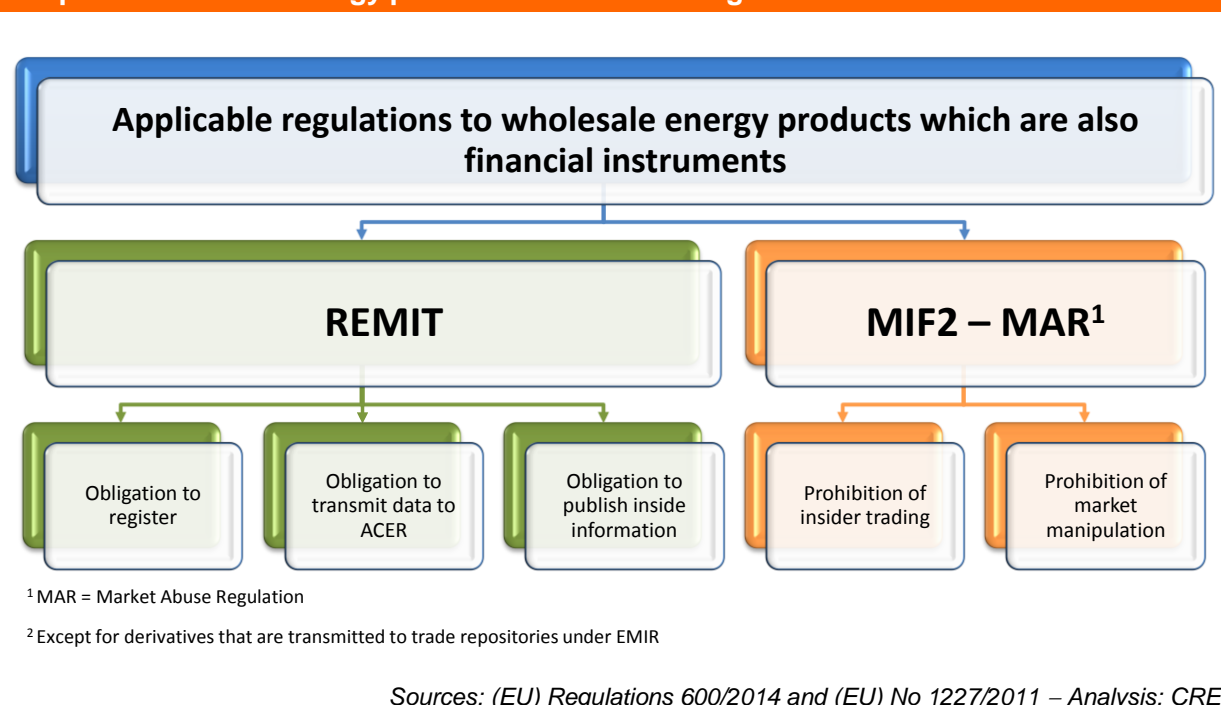 Applicable regulations to wholesale energy products which are also
financial instruments
REMIT
MIF2 – MAR¹
Obligation to
register
Obligation to
transmit data to
ACER
Obligation to
publish inside
information
Prohibition of
insider trading
Prohibition of
market
manipulation
¹ MAR = Market Abuse Regulation
² Except for derivatives that are transmitted to trade repositories under EMIR
Sources: (EU) Regulations 600/2014 and (EU) No 1227/2011 – Analysis: CRE